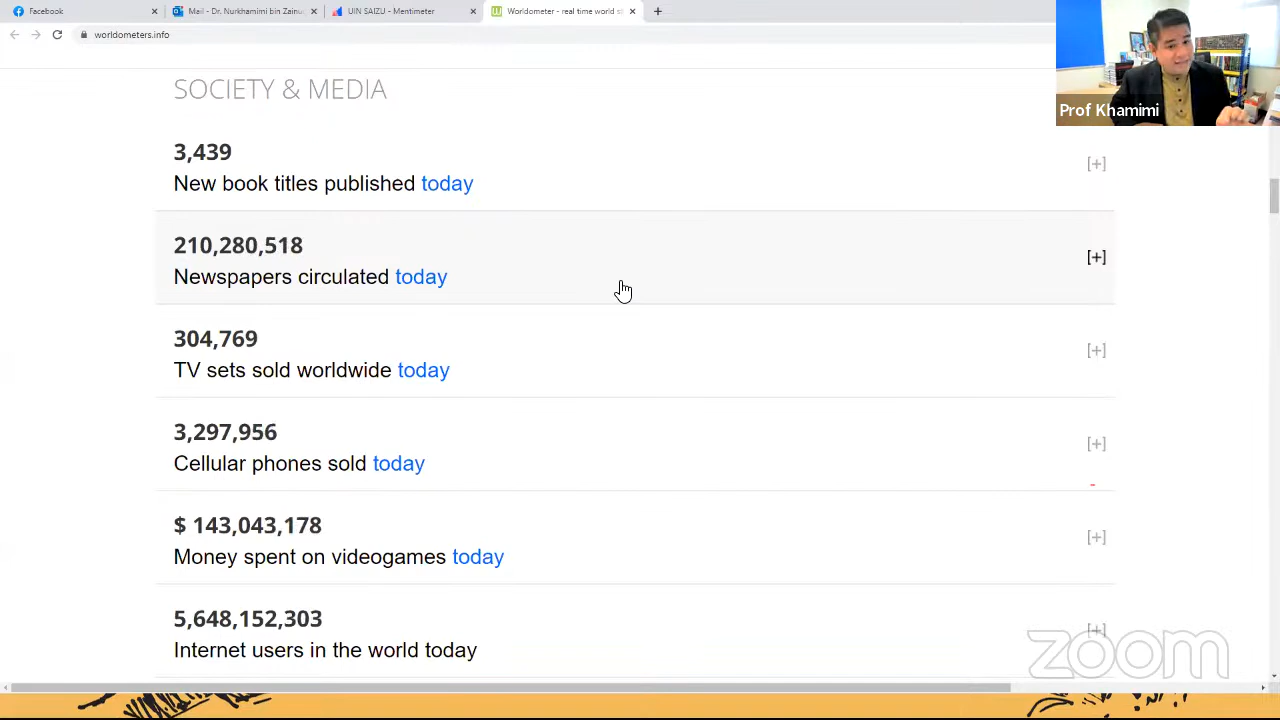 Facebook
Mail - Dr. Nurkhamimi bin Zainu
UIN SAIZU - Mentimeter
Worldometer - real time world st
worldometers.info
Prof Khamimi
SOCIETY & MEDIA
3,439
New book titles published today
[+]
210,280,518
Newspapers circulated today
[+]
304,769
TV sets sold worldwide today
[+]
3,297,956
Cellular phones sold today
[+]
$ 143,043,178
Money spent on videogames today
[+]
5,648,152,303
Internet users in the world today
[+]
zoom